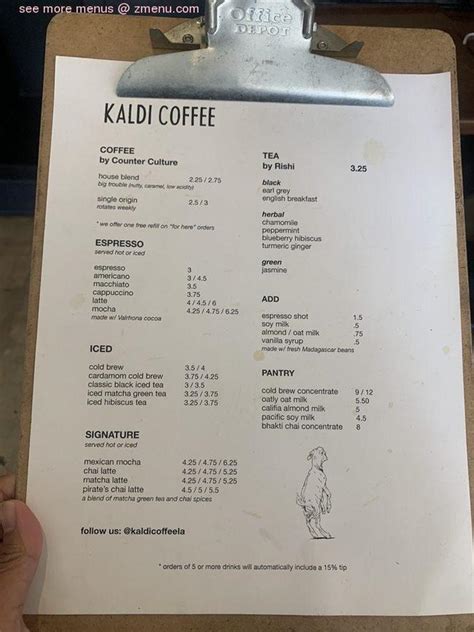 see more menus @ zmenu.com
Office
DEPOT
KALDI COFFEE
COFFEE
by Counter Culture
house blend 2.25 / 2.75
big trouble (nutty, caramel, low acidity)
single origin 2.5 / 3
rotates weekly
*we offer one free refill on "for here" orders
ESPRESSO
served hot or iced
espresso 3
americano 3 / 4.5
macchiato 3.5
cappuccino 3.75
latte 4 / 4.5 / 6
mocha 4.25 / 4.75 / 6.25
made w/ Valrhona cocoa
ICED
cold brew 3.5 / 4
cardamom cold brew 3.75 / 4.25
classic black iced tea 3 / 3.5
iced matcha green tea 3.25 / 3.75
iced hibiscus tea 3.25 / 3.75
SIGNATURE
served hot or iced
mexican mocha 4.25 / 4.75 / 6.25
chai latte 4.25 / 4.75 / 5.25
matcha latte 4.25 / 4.75 / 5.25
pirate's chai latte 4.5 / 5 / 5.5
a blend of matcha green tea and chai spices
follow us: @kaldicoffeela
TEA
by Rishi 3.25
black
earl grey
english breakfast
herbal
chamomile
peppermint
blueberry hibiscus
turmeric ginger
green
jasmine
ADD
espresso shot 1.5
soy milk .5
almond / oat milk .75
vanilla syrup .5
made w/ fresh Madagascar beans
PANTRY
cold brew concentrate 9 / 12
oatly oat milk 5.50
califia almond milk 5
pacific soy milk 4.5
bhakti chai concentrate 8
* orders of 5 or more drinks will automatically include a 15% tip